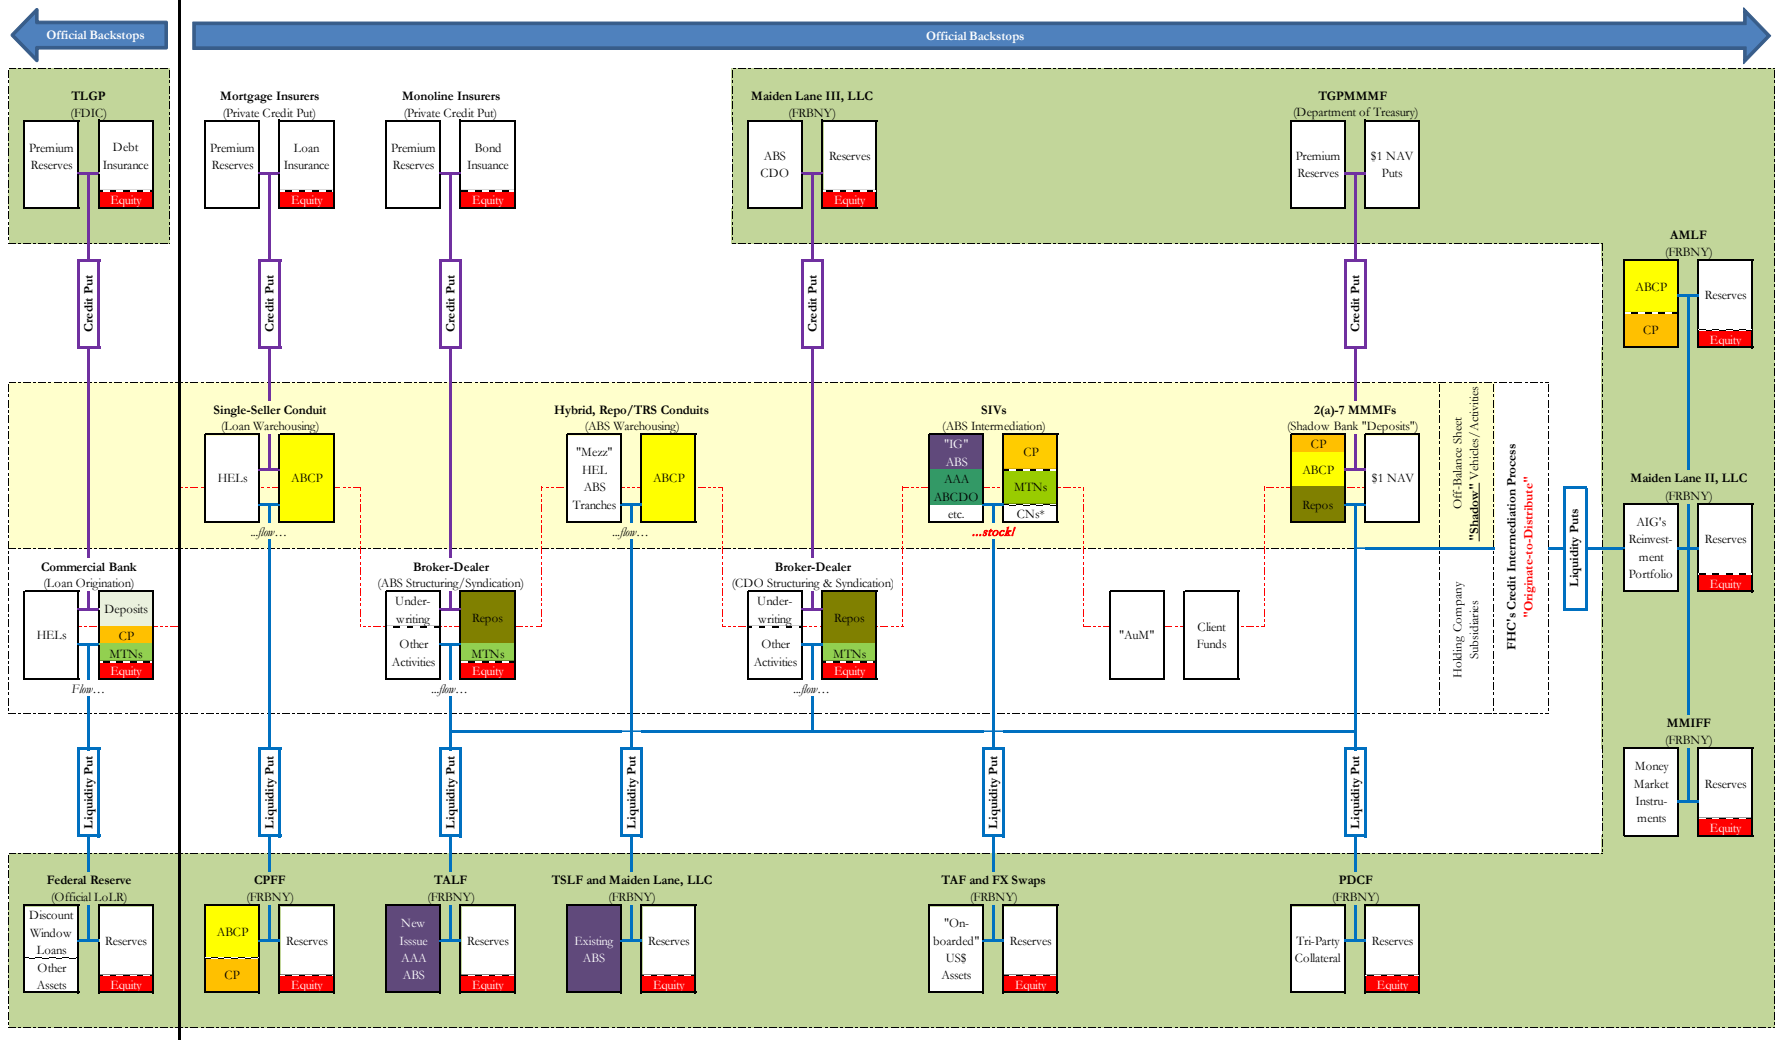 Official Backstops
Official Backstops
TLGP
(FDIC)
Premium
Reserves
Debt
Insurance
Equity
Mortgage Insurers
(Private Credit Put)
Premium
Reserves
Loan
Insurance
Equity
Monoline Insurers
(Private Credit Put)
Premium
Reserves
Bond
Insuance
Equity
Maiden Lane III, LLC
(FRBNY)
ABS
CDO
Reserves
Equity
TGPMMMF
(Department of Treasury)
Premium
Reserves
$1 NAV
Puts
AMLF
(FRBNY)
ABCP
CP
Reserves
Equity
Credit Put
Credit Put
Credit Put
Credit Put
Credit Put
Single-Seller Conduit
(Loan Warehousing)
HELs
ABCP
...flow...
Hybrid, Repo/TRS Conduits
(ABS Warehousing)
"Mezz"
HEL
ABS
Tranches
ABCP
...flow...
SIVs
(ABS Intermediation)
"IG"
ABS
AAA
ABCDO
etc.
CP
MTNs
CNs*
...stock!
2(a)-7 MMMFs
(Shadow Bank "Deposits")
CP
ABCP
Repos
$1 NAV
Off-Balance Sheet
"Shadow" Vehicles/Activities
Holding Company
Subsidiaries
FHC's Credit Intermediation Process
"Originate-to-Distribute"
Liquidity Puts
Maiden Lane II, LLC
(FRBNY)
AIG's
Reinvest-
ment
Portfolio
Reserves
Equity
Commercial Bank
(Loan Origination)
HELs
Deposits
CP
MTNs
Equity
Flow...
Broker-Dealer
(ABS Structuring/Syndication)
Under-
writing
Other
Activities
Repos
MTNs
Equity
...flow...
Broker-Dealer
(CDO Structuring & Syndication)
Under-
writing
Other
Activities
Repos
MTNs
Equity
...flow...
"AuM"
Client
Funds
MMIFF
(FRBNY)
Money
Market
Instru-
ments
Reserves
Equity
Liquidity Put
Liquidity Put
Liquidity Put
Liquidity Put
Liquidity Put
Liquidity Put
Federal Reserve
(Official LoLR)
Discount
Window
Loans
Other
Assets
Reserves
Equity
CPFF
(FRBNY)
ABCP
CP
Reserves
Equity
TALF
(FRBNY)
New
Isssue
AAA
ABS
Reserves
Equity
TSLF and Maiden Lane, LLC
(FRBNY)
Existing
ABS
Reserves
Equity
TAF and FX Swaps
(FRBNY)
"On-
boarded"
US$
Assets
Reserves
Equity
PDCF
(FRBNY)
Tri-Party
Collateral
Reserves
Equity